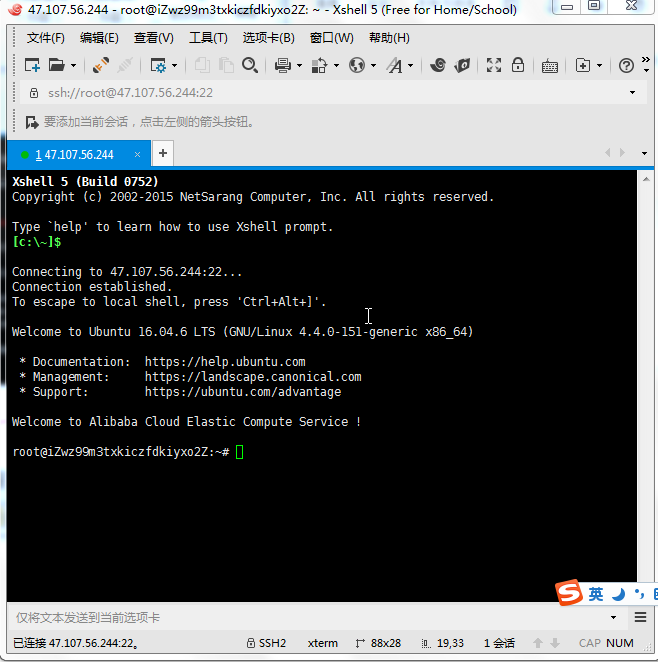 47.107.56.244 - root@iZwz99m3txkiczfdkiyxo2Z: ~ - Xshell 5 (Free for Home/School)
文件(F) 编辑(E) 查看(V) 工具(T) 选项卡(B) 窗口(W) 帮助(H)
ssh://root@47.107.56.244:22
要添加当前会话，点击左侧的箭头按钮。
1 47.107.56.244 × +
Xshell 5 (Build 0752)
Copyright (c) 2002-2015 NetSarang Computer, Inc. All rights reserved.
Type `help' to learn how to use Xshell prompt.
[c:\~]$
Connecting to 47.107.56.244:22...
Connection established.
To escape to local shell, press 'Ctrl+Alt+]'.
Welcome to Ubuntu 16.04.6 LTS (GNU/Linux 4.4.0-151-generic x86_64)
* Documentation:  https://help.ubuntu.com
* Management:     https://landscape.canonical.com
* Support:        https://ubuntu.com/advantage
Welcome to Alibaba Cloud Elastic Compute Service !
root@iZwz99m3txkiczfdkiyxo2Z:~#
S 英
仅将文本发送到当前选项卡
已连接 47.107.56.244:22。 SSH2 xterm 88x28 19,33 1 会话 CAP NUM